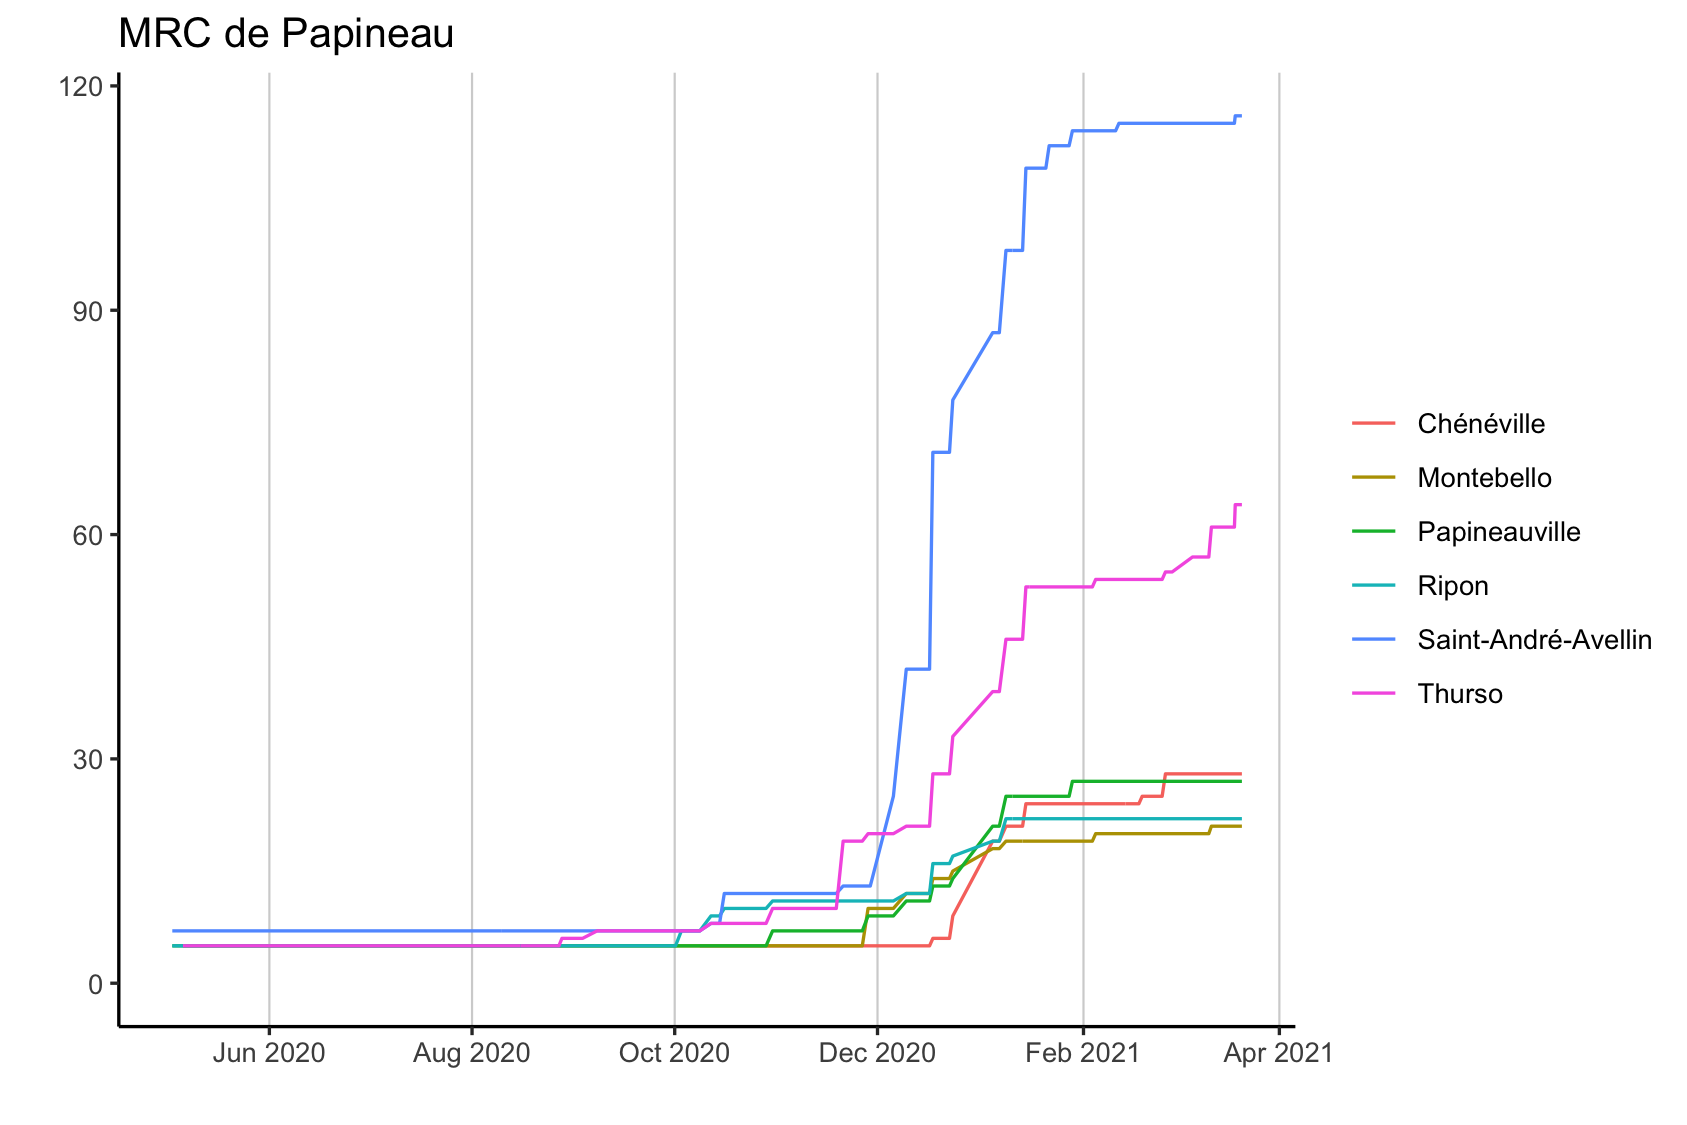 MRC de Papineau
120
90
60
30
0
Jun 2020 Aug 2020 Oct 2020 Dec 2020 Feb 2021 Apr 2021
Chénéville
Montebello
Papineauville
Ripon
Saint-André-Avellin
Thurso